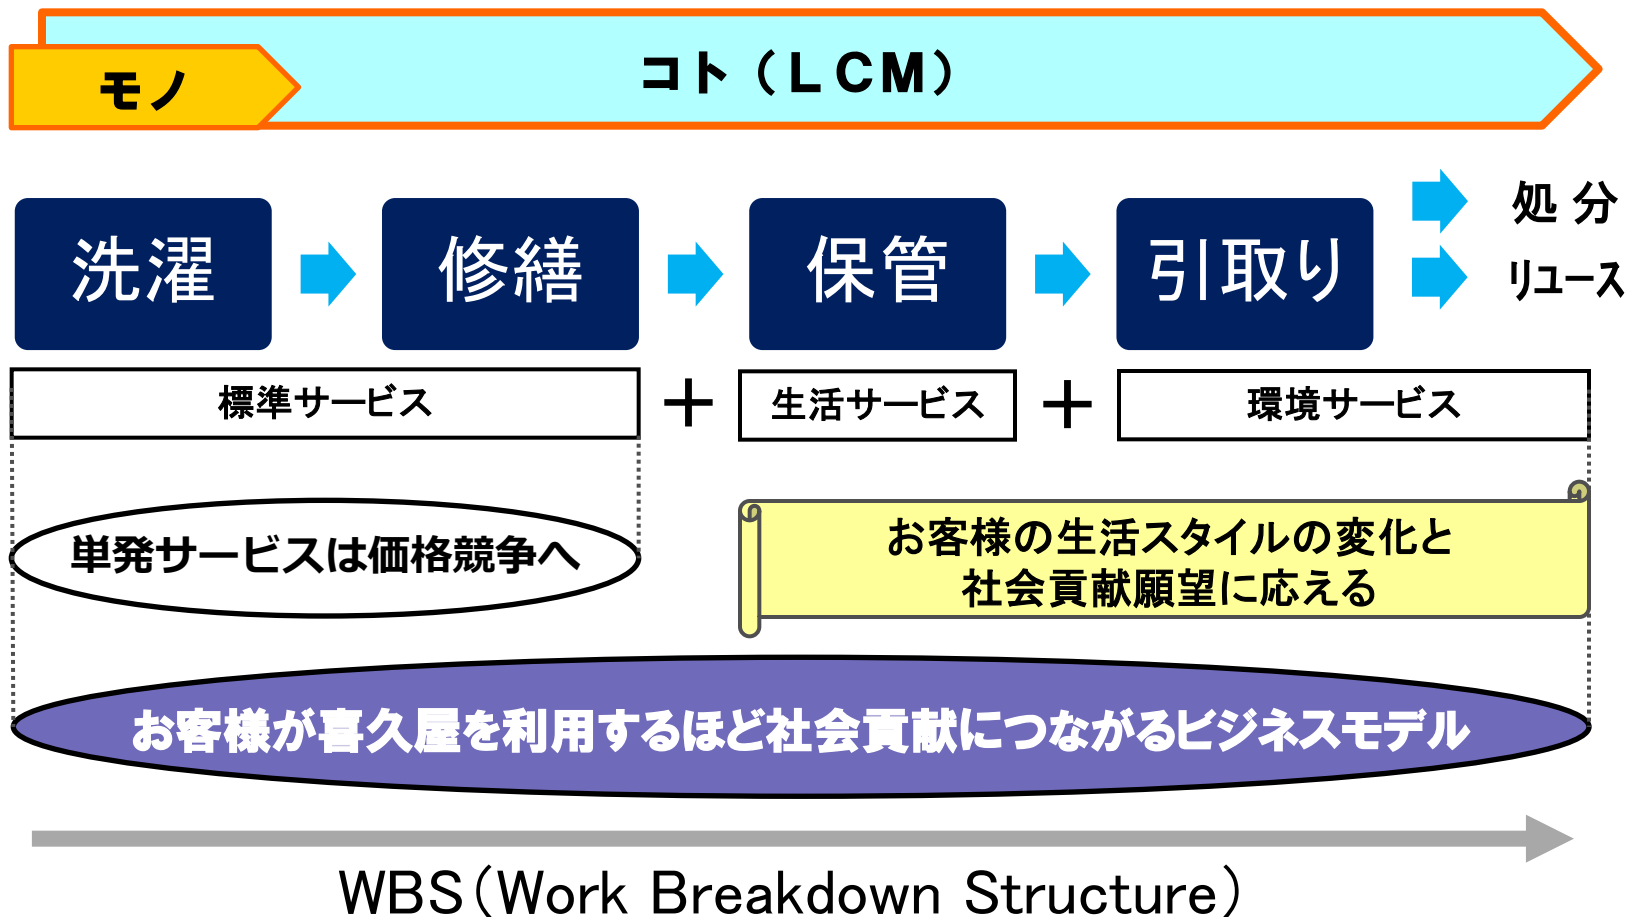 コト（ＬＣＭ）
モノ
洗濯
修繕
保管
引取り
処 分
リユース
標準サービス
＋
生活サービス
＋
環境サービス
単発サービスは価格競争へ
お客様の生活スタイルの変化と
社会貢献願望に応える
お客様が喜久屋を利用するほど社会貢献につながるビジネスモデル
WBS（Work Breakdown Structure）